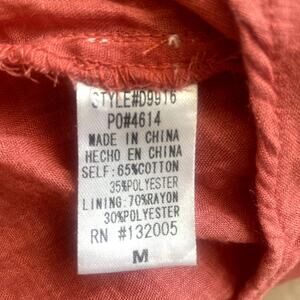 STYLE#D9916
PO#4614
MADE IN CHINA
HECHO EN CHINA
SELF:65%COTTON
35%POLYESTER
LINING:70%RAYON
30%POLYESTER
RN #132005
M